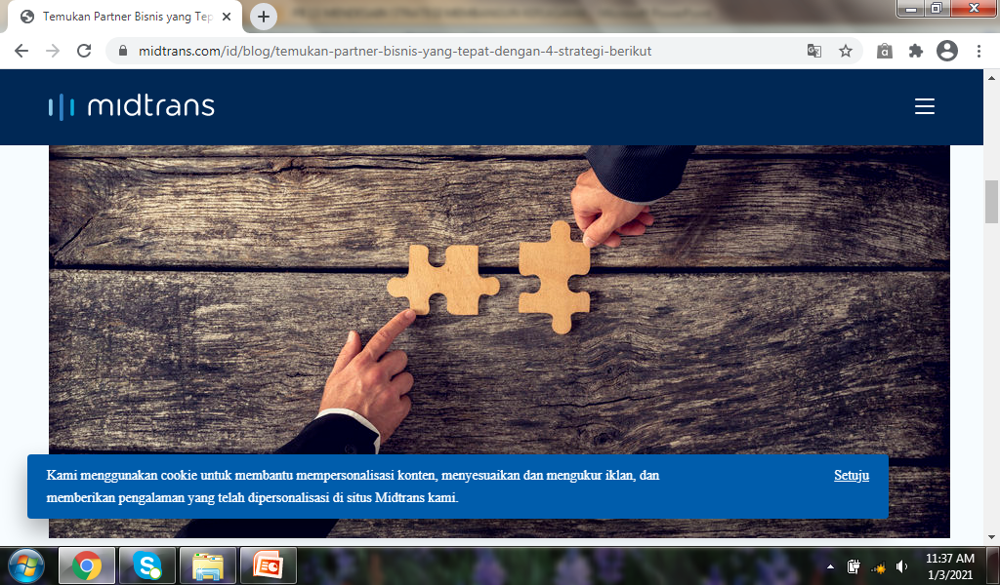 Temukan Partner Bisnis yang Tep
midtrans.com/id/blog/temukan-partner-bisnis-yang-tepat-dengan-4-strategi-berikut
midtrans
Kami menggunakan cookie untuk membantu mempersonalisasi konten, menyesuaikan dan mengukur iklan, dan
memberikan pengalaman yang telah dipersonalisasi di situs Midtrans kami.
Setuju
11:37 AM
1/3/2021